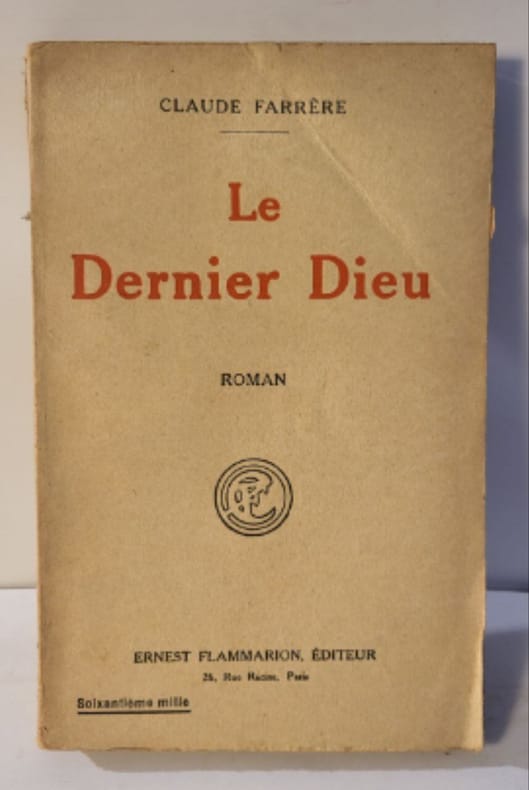 CLAUDE FARRÈRE
Le
Dernier Dieu
ROMAN
ERNEST FLAMMARION, ÉDITEUR
26, Rue Racine, Paris
Soixantième mille